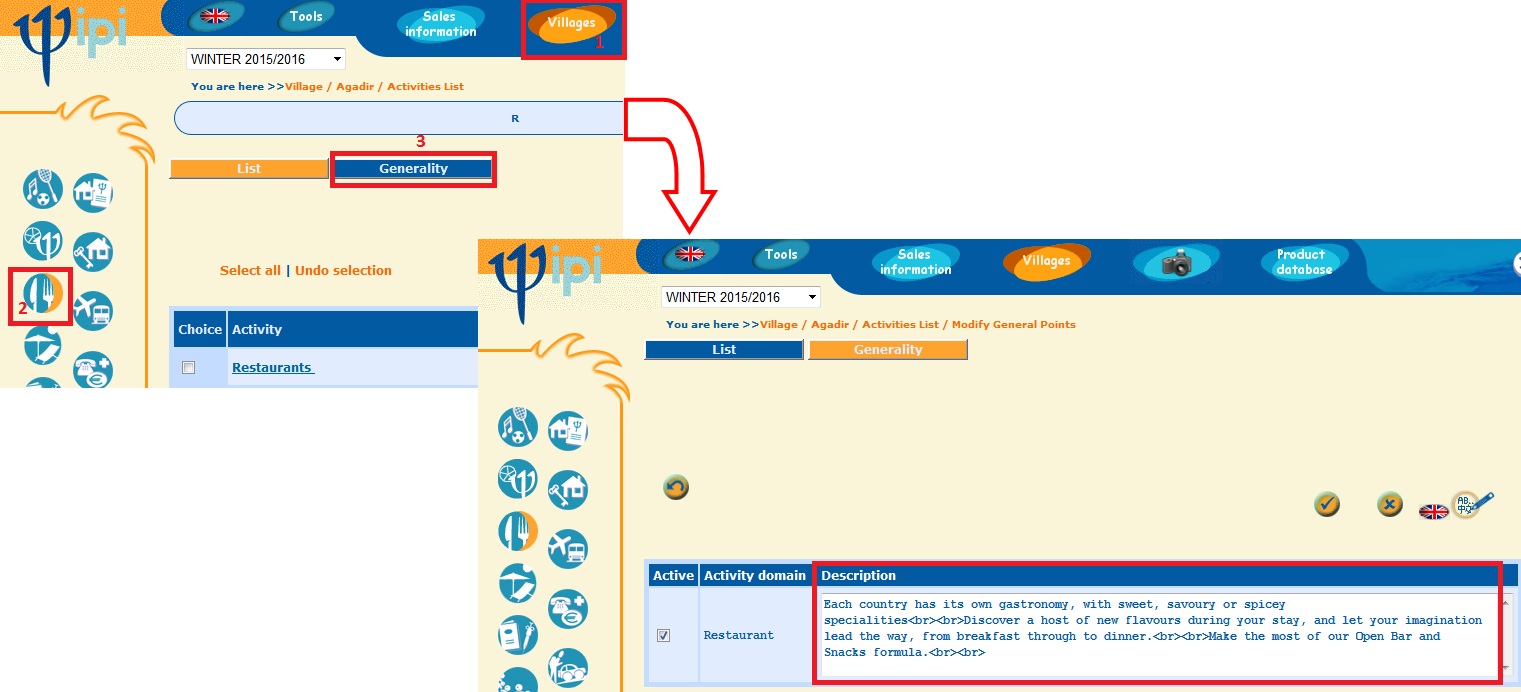 ipi
Tools
Sales
information
Villages
1
WINTER 2015/2016
You are here >>Village / Agadir / Activities List
R
3
List
Generality
2
Select all | Undo selection
Choice Activity
Restaurants
ipi
Tools
Sales
information
Villages
Product
database
WINTER 2015/2016
You are here >>Village / Agadir / Activities List / Modify General Points
List
Generality
AB..
中文
Active Activity domain Description
Restaurant
Each country has its own gastronomy, with sweet, savoury or spicey
specialities<br><br>Discover a host of new flavours during your stay, and let your imagination
lead the way, from breakfast through to dinner.<br><br>Make the most of our Open Bar and
Snacks formula.<br><br>